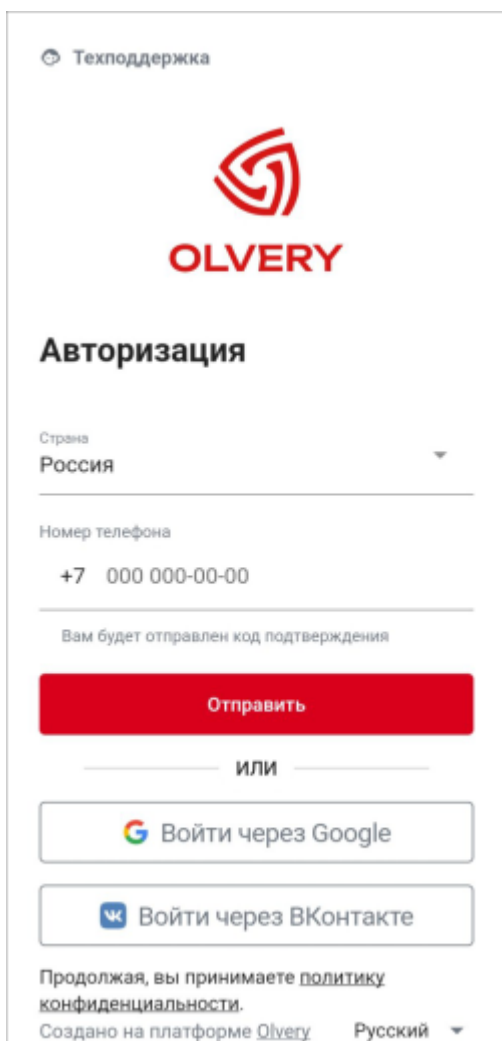 Техподдержка
OLVERY
Авторизация
Страна
Россия
Номер телефона
+7 000 000-00-00
Вам будет отправлен код подтверждения
Отправить
ИЛИ
Войти через Google
Войти через ВКонтакте
Продолжая, вы принимаете политику
конфиденциальности.
Создано на платформе Olvery Русский